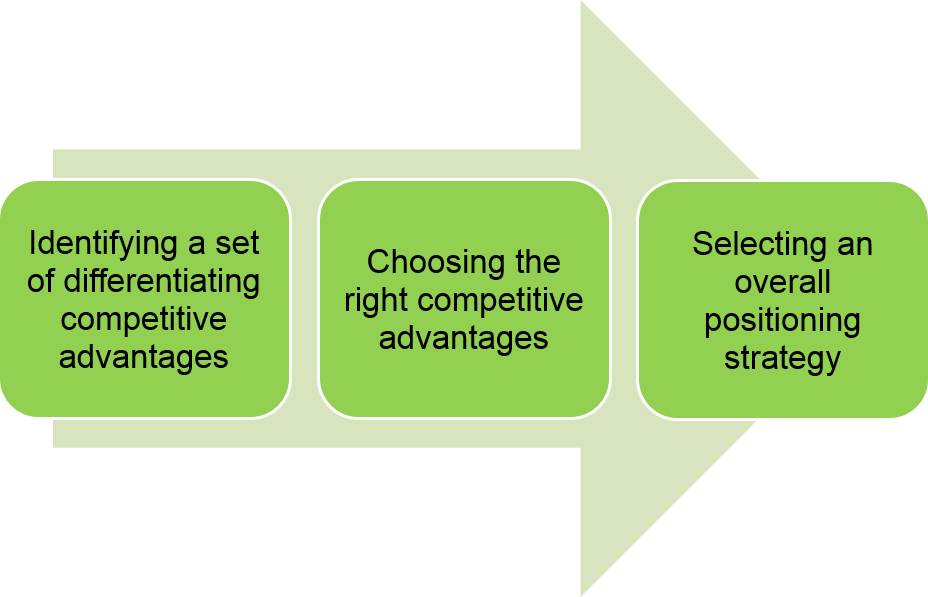 Identifying a set
of differentiating
competitive
advantages
Choosing the
right competitive
advantages
Selecting an
overall
positioning
strategy